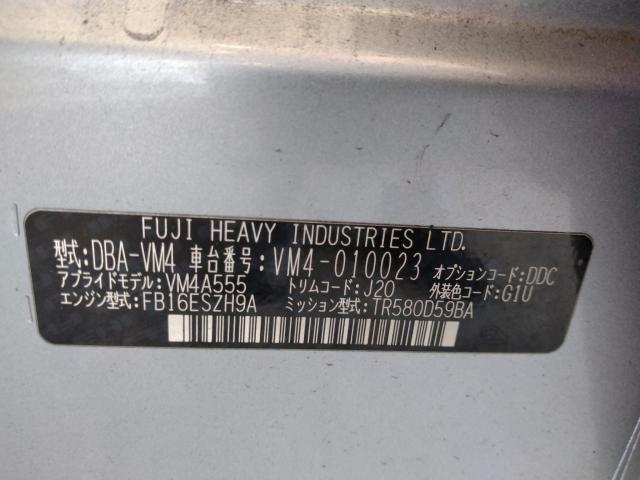 FUJI HEAVY INDUSTRIES LTD.
型式:DBA-VM4 車台番号:VM4-010023 オプションコード:DDC
アプライドモデル:VM4A555 トリムコード:J20 外装色コード:G1U
エンジン型式:FB16ESZH9A ミッション型式:TR580D59BA